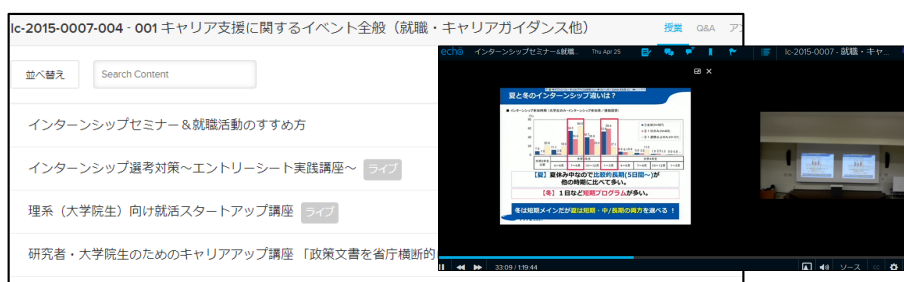 lc-2015-0007-004 - 001 キャリア支援に関するイベント全般（就職・キャリアガイダンス他）
授業 Q&A アン
並べ替え
Search Content
インターンシップセミナー＆就職活動のすすめ方
インターンシップ選考対策～エントリーシート実践講座～ ライブ
理系（大学院生）向け就活スタートアップ講座 ライブ
研究者・大学院生のためのキャリアアップ講座 「政策文書を省庁横断的
echo インターンシップセミナー&就職... Thu Apr 25
lc-2015-0007 - 就職・キャ...
夏と冬のインターンシップ違いは？
【夏】夏休み中なので比較的長期(5日間～)が
他の時期に比べて多い。
【冬】１日など短期プログラムが多い。
冬は短期メインだが夏は短期・中/長期の両方を選べる！
33:09 / 1:19:44
ソース